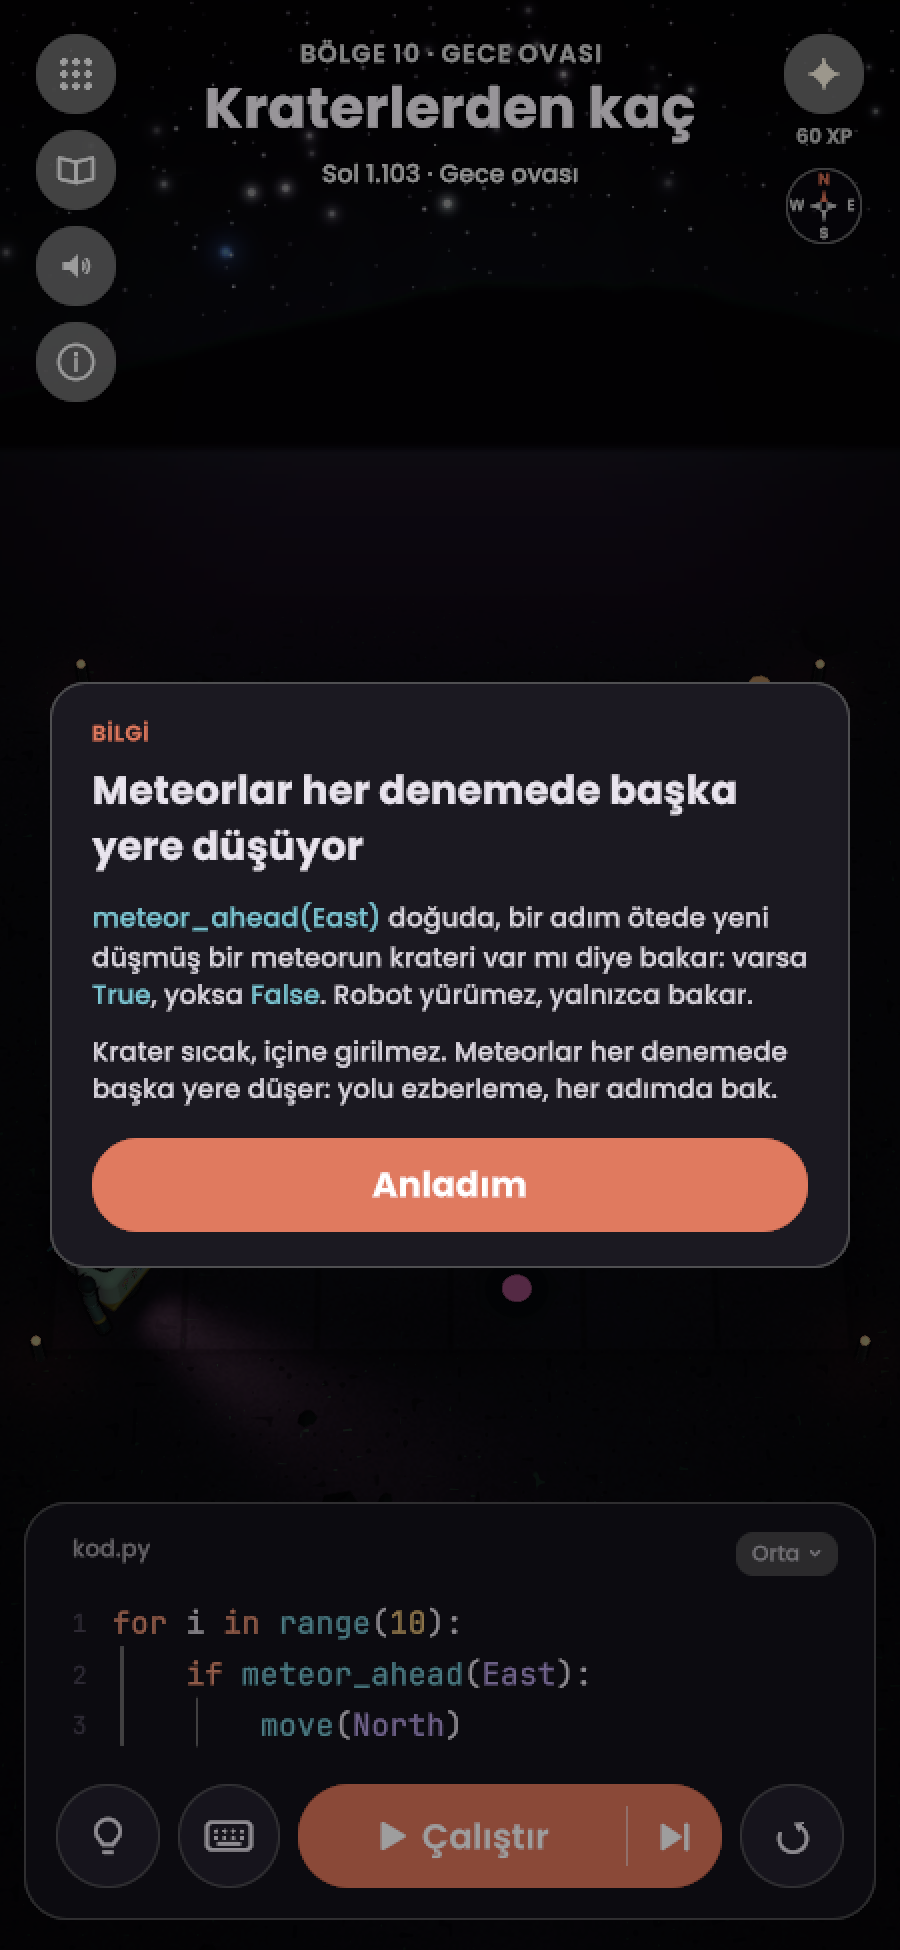 BÖLGE 10 · GECE OVASI
Kraterlerden kaç
Sol 1.103 · Gece ovası
60 XP
N
W E
S
BİLGİ
Meteorlar her denemede başka
yere düşüyor
meteor_ahead(East) doğuda, bir adım ötede yeni
düşmüş bir meteorun krateri var mı diye bakar: varsa
True, yoksa False. Robot yürümez, yalnızca bakar.
Krater sıcak, içine girilmez. Meteorlar her denemede
başka yere düşer: yolu ezberleme, her adımda bak.
Anladım
kod.py
Orta
1 for i in range(10):
2 if meteor_ahead(East):
3 move(North)
Çalıştır